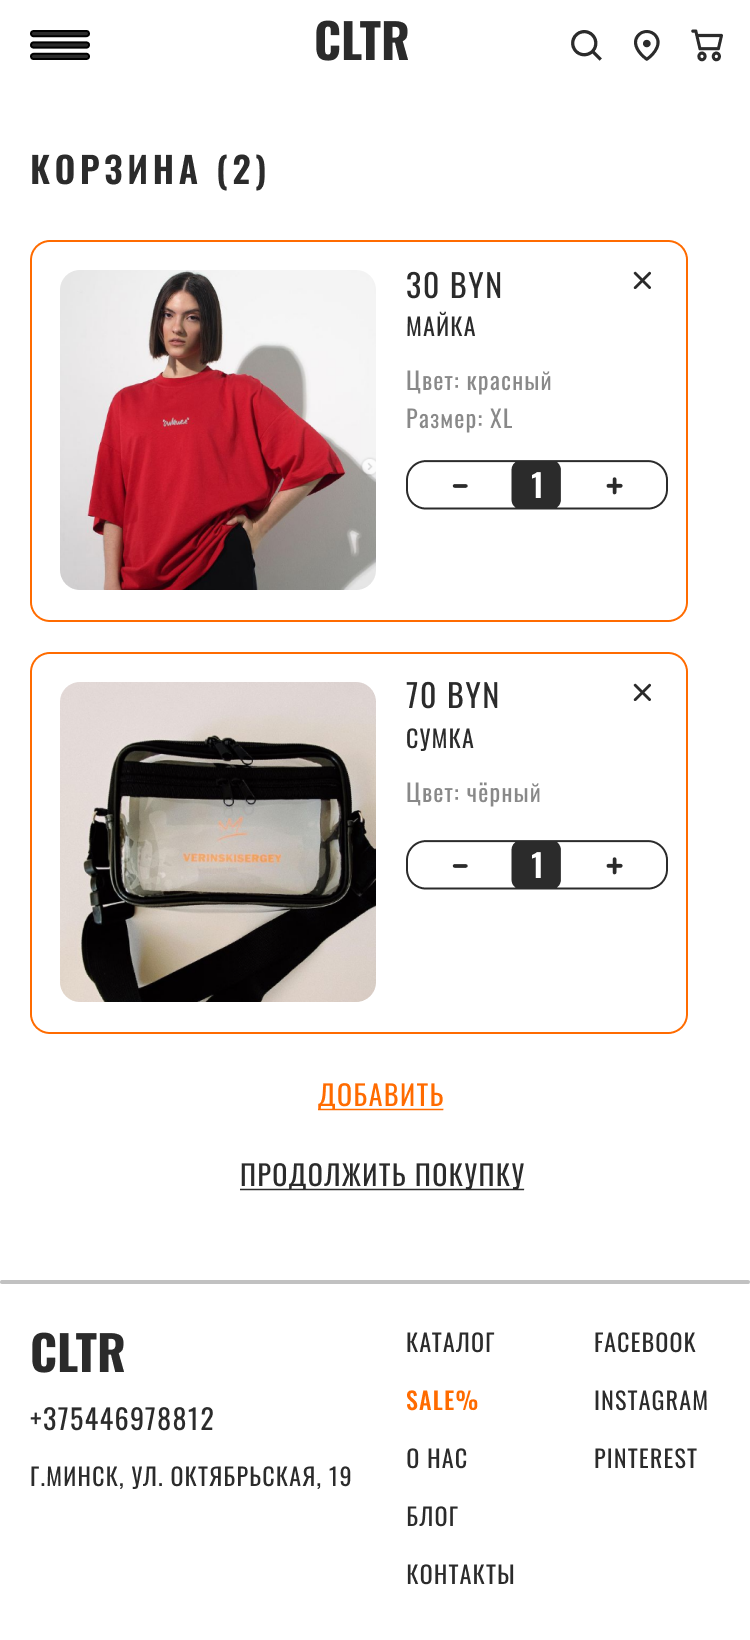 CLTR
КОРЗИНА (2)
30 BYN
МАЙКА
Цвет: красный
Размер: XL
1
70 BYN
СУМКА
Цвет: чёрный
VERINSKISERGEY
1
ДОБАВИТЬ
ПРОДОЛЖИТЬ ПОКУПКУ
CLTR
+375446978812
Г.МИНСК, УЛ. ОКТЯБРЬСКАЯ, 19
КАТАЛОГ
SALE%
О НАС
БЛОГ
КОНТАКТЫ
FACEBOOK
INSTAGRAM
PINTEREST